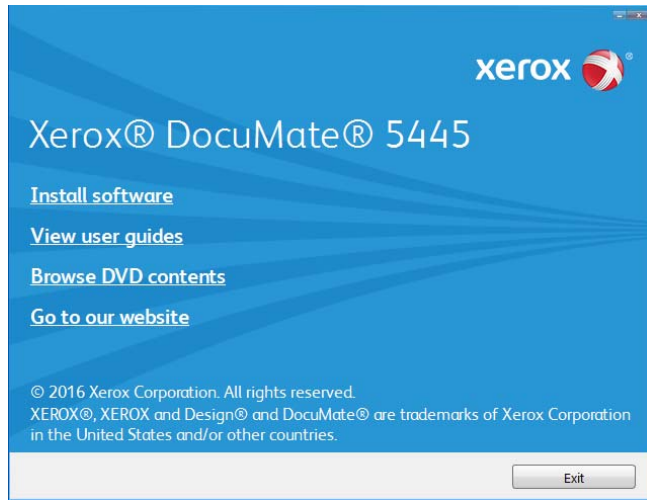 xerox®
Xerox® DocuMate® 5445
Install software
View user guides
Browse DVD contents
Go to our website
© 2016 Xerox Corporation. All rights reserved.
XEROX®, XEROX and Design® and DocuMate® are trademarks of Xerox Corporation
in the United States and/or other countries.
Exit